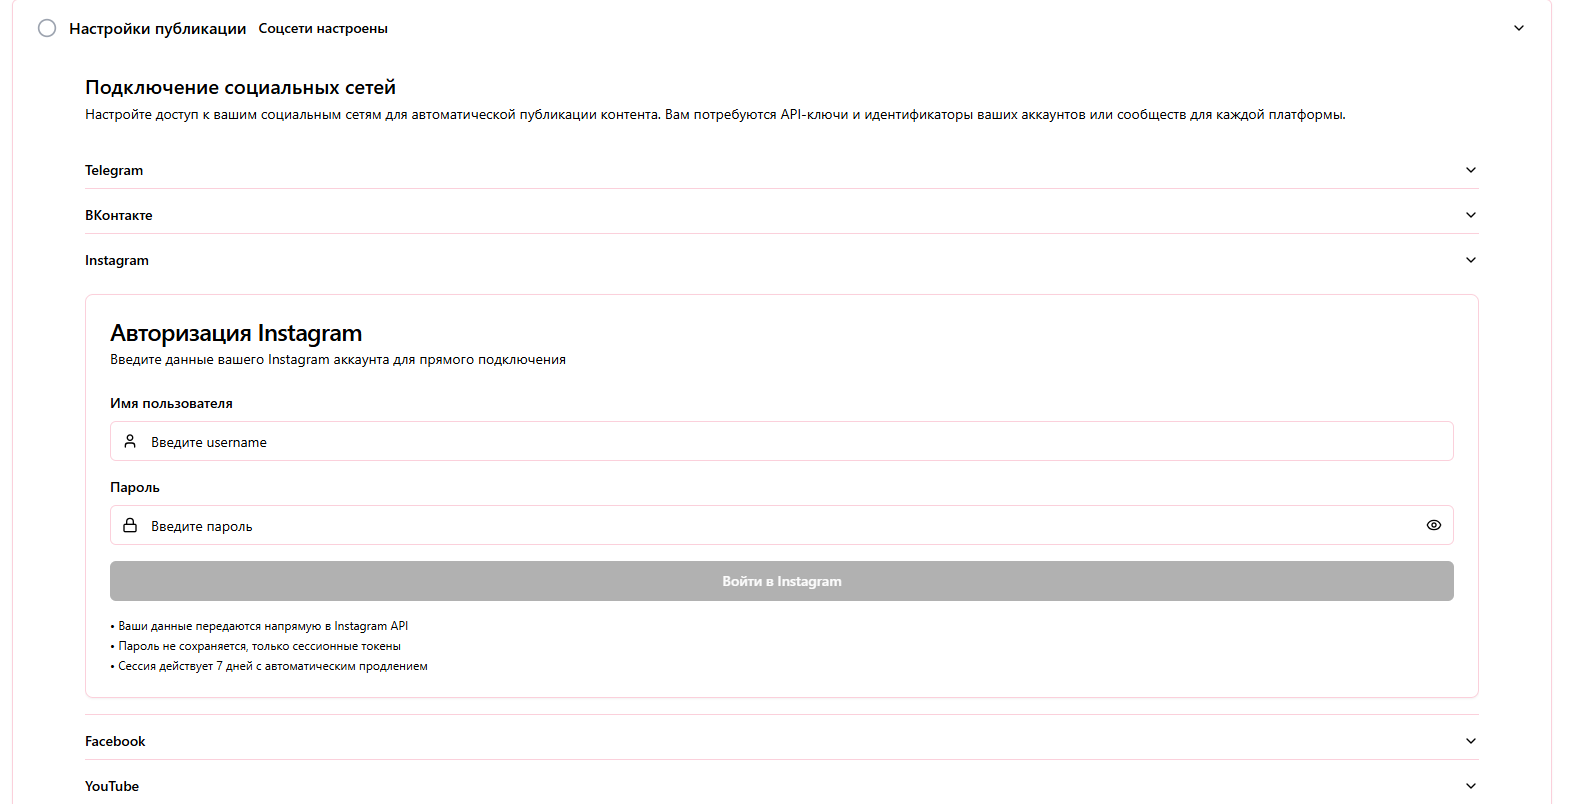 Настройки публикации Соцсети настроены
Подключение социальных сетей
Настройте доступ к вашим социальным сетям для автоматической публикации контента. Вам потребуются API-ключи и идентификаторы ваших аккаунтов или сообществ для каждой платформы.
Telegram
ВКонтакте
Instagram
Авторизация Instagram
Введите данные вашего Instagram аккаунта для прямого подключения
Имя пользователя
Введите username
Пароль
Введите пароль
Войти в Instagram
• Ваши данные передаются напрямую в Instagram API
• Пароль не сохраняется, только сессионные токены
• Сессия действует 7 дней с автоматическим продлением
Facebook
YouTube